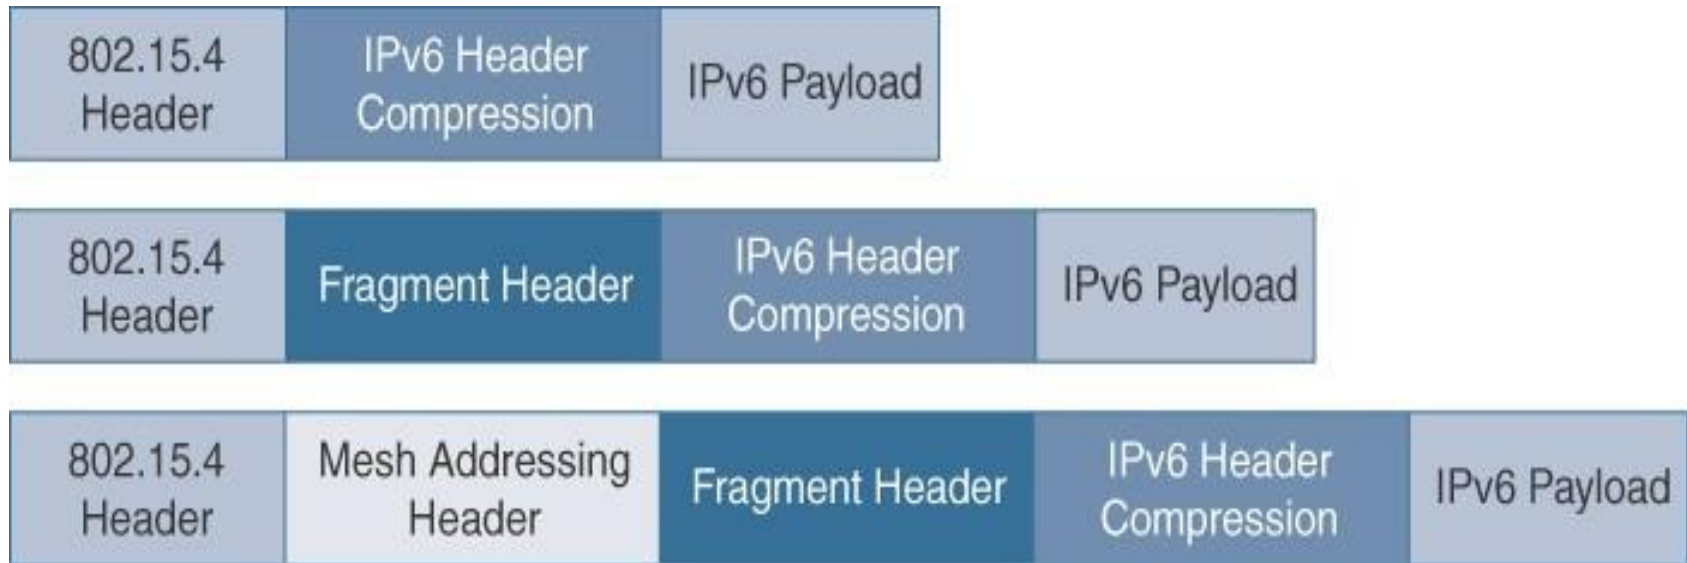 802.15.4
Header
IPv6 Header
Compression
IPv6 Payload
802.15.4
Header
Fragment Header
IPv6 Header
Compression
IPv6 Payload
802.15.4
Header
Mesh Addressing
Header
Fragment Header
IPv6 Header
Compression
IPv6 Payload